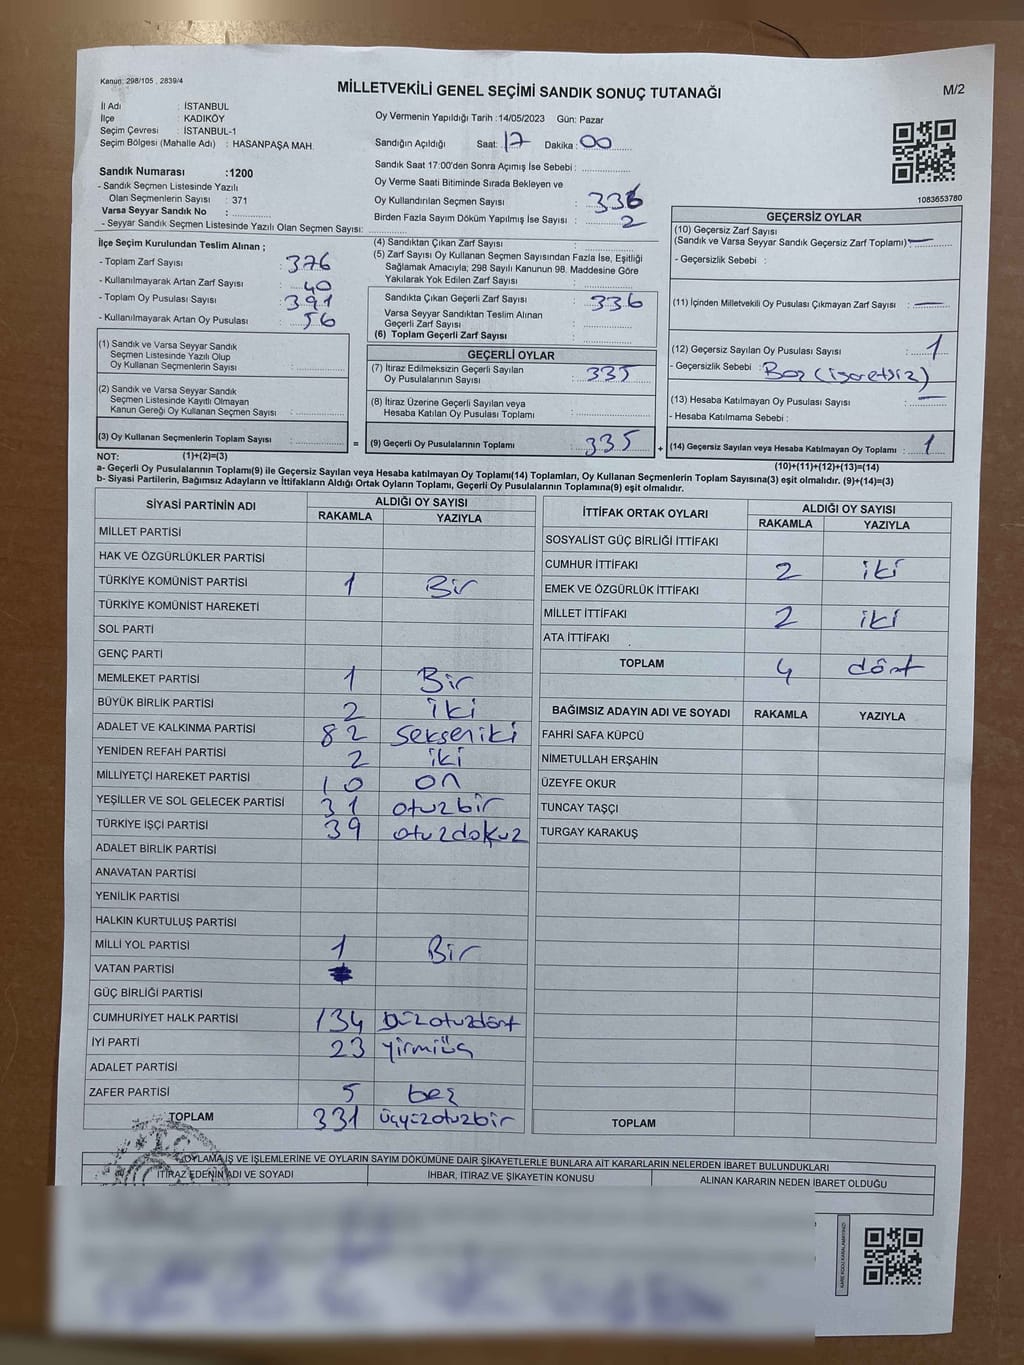 Kanun: 298/105 , 2839/4
MİLLETVEKİLİ GENEL SEÇİMİ SANDIK SONUÇ TUTANAĞI
M/2
İl Adı : İSTANBUL
İlçe : KADIKÖY
Seçim Çevresi : İSTANBUL-1
Seçim Bölgesi (Mahalle Adı) : HASANPAŞA MAH.
Oy Vermenin Yapıldığı Tarih :14/05/2023 Gün: Pazar
Sandığın Açıldığı Saat: 17 Dakika : 00
Sandık Saat 17:00'den Sonra Açımış İse Sebebi :
Sandık Numarası :1200
- Sandık Seçmen Listesinde Yazılı
Olan Seçmenlerin Sayısı : 371
Varsa Seyyar Sandık No :
- Seyyar Sandık Seçmen Listesinde Yazılı Olan Seçmen Sayısı:
Oy Verme Saati Bitiminde Sırada Bekleyen ve
Oy Kullandırılan Seçmen Sayısı : 336
Birden Fazla Sayım Döküm Yapılmış İse Sayısı : 2
1083653780
İlçe Seçim Kurulundan Teslim Alınan ;
- Toplam Zarf Sayısı : 376
- Kullanılmayarak Artan Zarf Sayısı : 40
- Toplam Oy Pusulası Sayısı : 391
- Kullanılmayarak Artan Oy Pusulası : 56
(1) Sandık ve Varsa Seyyar Sandık
Seçmen Listesinde Yazılı Olup
Oy Kullanan Seçmenlerin Sayısı :
(2) Sandık ve Varsa Seyyar Sandık
Seçmen Listesinde Kayıtlı Olmayan
Kanun Gereği Oy Kullanan Seçmen Sayısı :
(3) Oy Kullanan Seçmenlerin Toplam Sayısı :
(4) Sandıktan Çıkan Zarf Sayısı :
(5) Zarf Sayısı Oy Kullanan Seçmen Sayısından Fazla İse, Eşitliği
Sağlamak Amacıyla; 298 Sayılı Kanunun 98. Maddesine Göre
Yakılarak Yok Edilen Zarf Sayısı :
Sandıkta Çıkan Geçerli Zarf Sayısı : 336
Varsa Seyyar Sandıktan Teslim Alınan
Geçerli Zarf Sayısı :
(6) Toplam Geçerli Zarf Sayısı :
GEÇERLİ OYLAR
(7) İtiraz Edilmeksizin Geçerli Sayılan
Oy Pusulalarının Sayısı : 335
(8) İtiraz Üzerine Geçerli Sayılan veya
Hesaba Katılan Oy Pusulası Toplamı :
= (9) Geçerli Oy Pusulalarının Toplamı : 335 +
GEÇERSİZ OYLAR
(10) Geçersiz Zarf Sayısı
(Sandık ve Varsa Seyyar Sandık Geçersiz Zarf Toplamı) : —
- Geçersizlik Sebebi :
(11) İçinden Milletvekili Oy Pusulası Çıkmayan Zarf Sayısı : —
(12) Geçersiz Sayılan Oy Pusulası Sayısı : 1
- Geçersizlik Sebebi : Boş (işaretsiz)
(13) Hesaba Katılmayan Oy Pusulası Sayısı : —
- Hesaba Katılmama Sebebi :
(14) Geçersiz Sayılan veya Hesaba Katılmayan Oy Toplamı : 1
NOT: (1)+(2)=(3)
(10)+(11)+(12)+(13)=(14)
a- Geçerli Oy Pusulalarının Toplamı(9) ile Geçersiz Sayılan veya Hesaba katılmayan Oy Toplamı(14) Toplamları, Oy Kullanan Seçmenlerin Toplam Sayısına(3) eşit olmalıdır. (9)+(14)=(3)
b- Siyasi Partilerin, Bağımsız Adayların ve İttifakların Aldığı Ortak Oyların Toplamı, Geçerli Oy Pusulalarının Toplamına(9) eşit olmalıdır.
SİYASİ PARTİNİN ADI ALDIĞI OY SAYISI
RAKAMLA YAZIYLA
MİLLET PARTİSİ
HAK VE ÖZGÜRLÜKLER PARTİSİ
TÜRKİYE KOMÜNİST PARTİSİ 1 Bir
TÜRKİYE KOMÜNİST HAREKETİ
SOL PARTİ
GENÇ PARTİ
MEMLEKET PARTİSİ 1 Bir
BÜYÜK BİRLİK PARTİSİ 2 iki
ADALET VE KALKINMA PARTİSİ 82 Sekseniki
YENİDEN REFAH PARTİSİ 2 iki
MİLLİYETÇİ HAREKET PARTİSİ 10 on
YEŞİLLER VE SOL GELECEK PARTİSİ 31 otuzbir
TÜRKİYE İŞÇİ PARTİSİ 39 otuzdokuz
ADALET BİRLİK PARTİSİ
ANAVATAN PARTİSİ
YENİLİK PARTİSİ
HALKIN KURTULUŞ PARTİSİ
MİLLİ YOL PARTİSİ 1 Bir
VATAN PARTİSİ
GÜÇ BİRLİĞİ PARTİSİ
CUMHURİYET HALK PARTİSİ 134 yüzotuzdört
İYİ PARTİ 23 yirmiüç
ADALET PARTİSİ
ZAFER PARTİSİ 5 beş
TOPLAM 331 üçyüzotuzbir
İTTİFAK ORTAK OYLARI ALDIĞI OY SAYISI
RAKAMLA YAZIYLA
SOSYALİST GÜÇ BİRLİĞİ İTTİFAKI
CUMHUR İTTİFAKI 2 iki
EMEK VE ÖZGÜRLÜK İTTİFAKI
MİLLET İTTİFAKI 2 iki
ATA İTTİFAKI
TOPLAM 4 dört
BAĞIMSIZ ADAYIN ADI VE SOYADI RAKAMLA YAZIYLA
FAHRİ SAFA KÜPCÜ
NİMETULLAH ERŞAHİN
ÜZEYFE OKUR
TUNCAY TAŞÇI
TURGAY KARAKUŞ
TOPLAM
OYLAMA İŞ VE İŞLEMLERİNE VE OYLARIN SAYIM DÖKÜMÜNE DAİR ŞİKAYETLERLE BUNLARA AİT KARARLARIN NELERDEN İBARET BULUNDUKLARI
İTİRAZ EDENİN ADI VE SOYADI İHBAR, İTİRAZ VE ŞİKAYETİN KONUSU ALINAN KARARIN NEDEN İBARET OLDUĞU